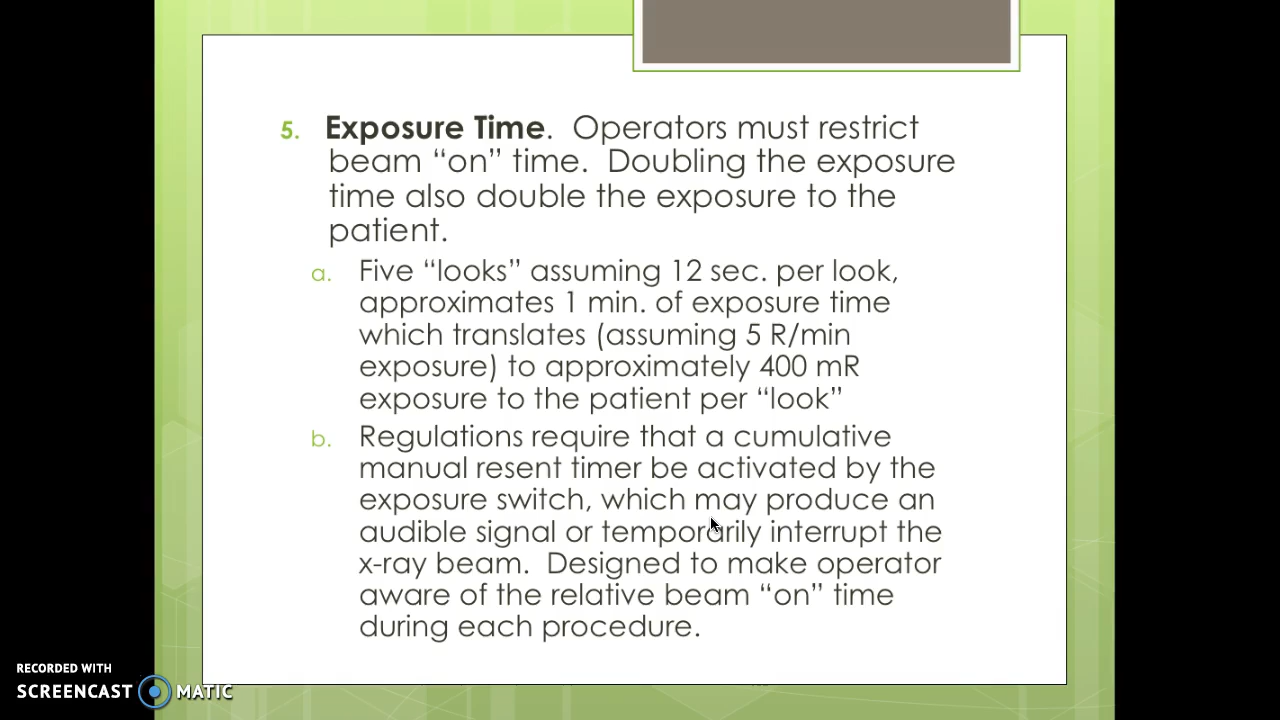 5. Exposure Time. Operators must restrict
beam “on” time. Doubling the exposure
time also double the exposure to the
patient.
a. Five “looks” assuming 12 sec. per look,
approximates 1 min. of exposure time
which translates (assuming 5 R/min
exposure) to approximately 400 mR
exposure to the patient per “look”
b. Regulations require that a cumulative
manual resent timer be activated by the
exposure switch, which may produce an
audible signal or temporarily interrupt the
x-ray beam. Designed to make operator
aware of the relative beam “on” time
during each procedure.
RECORDED WITH
SCREENCAST MATIC